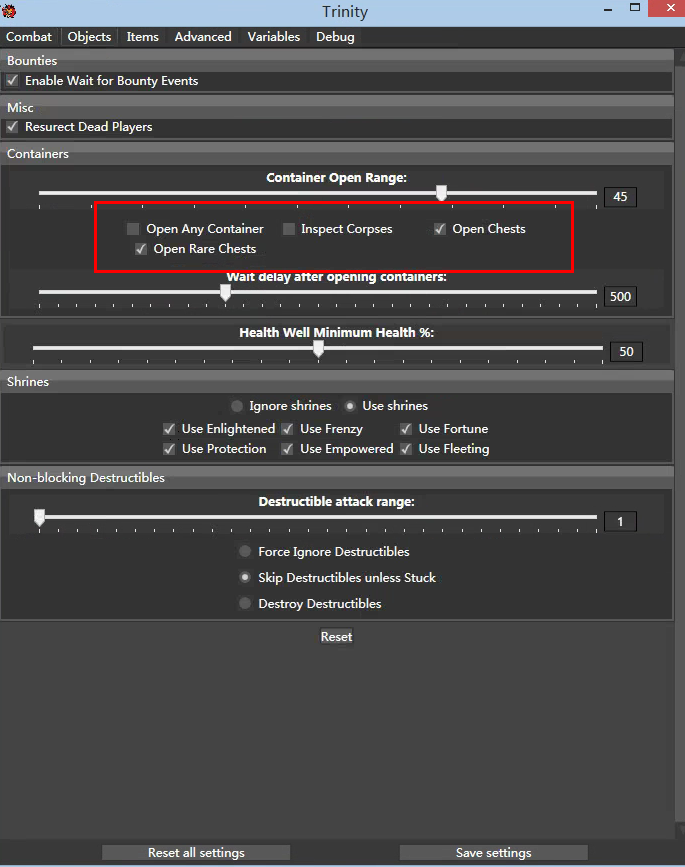 Trinity
Combat Objects Items Advanced Variables Debug
Bounties
Enable Wait for Bounty Events
Misc
Resurect Dead Players
Containers
Container Open Range:
45
Open Any Container Inspect Corpses Open Chests
Open Rare Chests
Wait delay after opening containers:
500
Health Well Minimum Health %:
50
Shrines
Ignore shrines Use shrines
Use Enlightened Use Frenzy Use Fortune
Use Protection Use Empowered Use Fleeting
Non-blocking Destructibles
Destructible attack range:
1
Force Ignore Destructibles
Skip Destructibles unless Stuck
Destroy Destructibles
Reset
Reset all settings Save settings